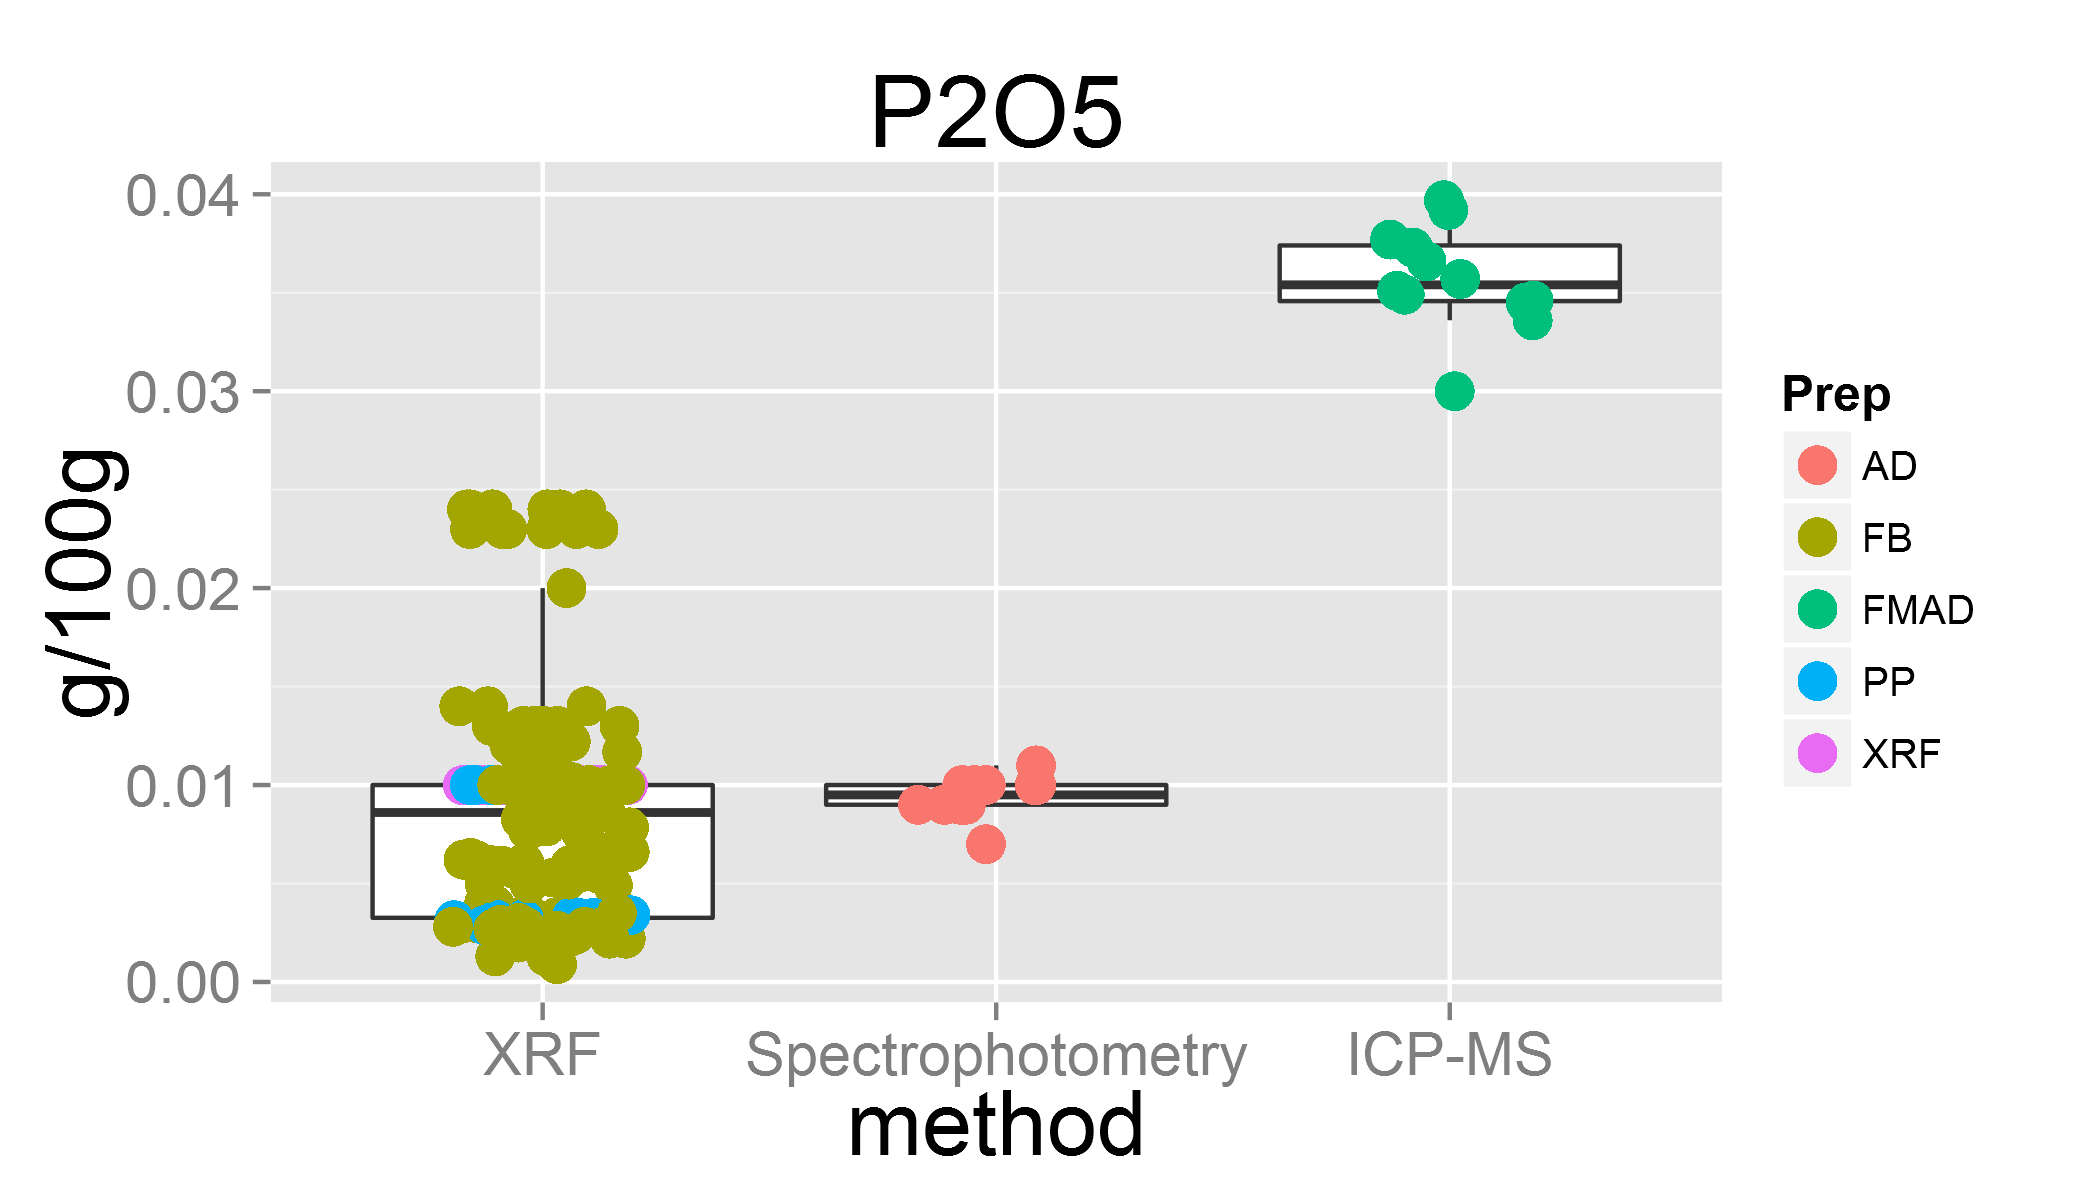 P2O5
g/100g
0.04
0.03
0.02
0.01
0.00
XRF
Spectrophotometry
ICP-MS
method
Prep
AD
FB
FMAD
PP
XRF